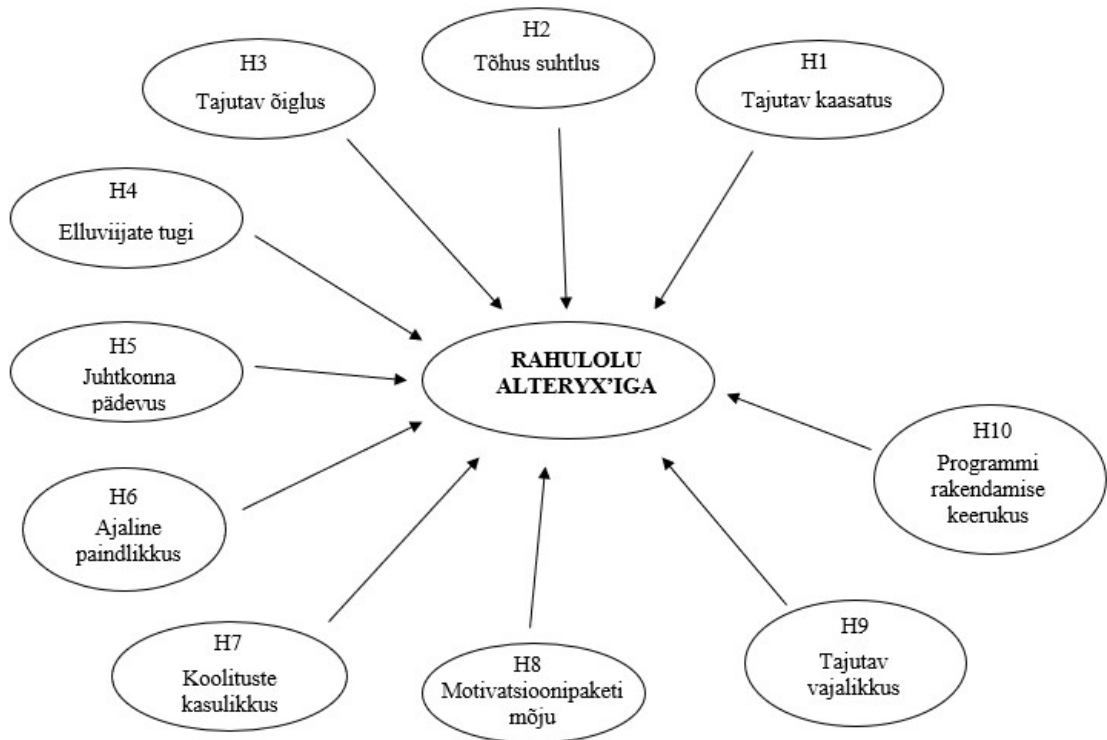 H2
Tõhus suhtlus
H3
Tajutav õiglus
H1
Tajutav kaasatus
H4
Elluviijate tugi
H5
Juhtkonna
pädevus
RAHULOLU
ALTERYX’IGA
H10
Programmi
rakendamise
keerukus
H6
Ajaline
paindlikkus
H7
Koolituste
kasulikkus
H8
Motivatsioonipaketi
mõju
H9
Tajutav
vajalikkus